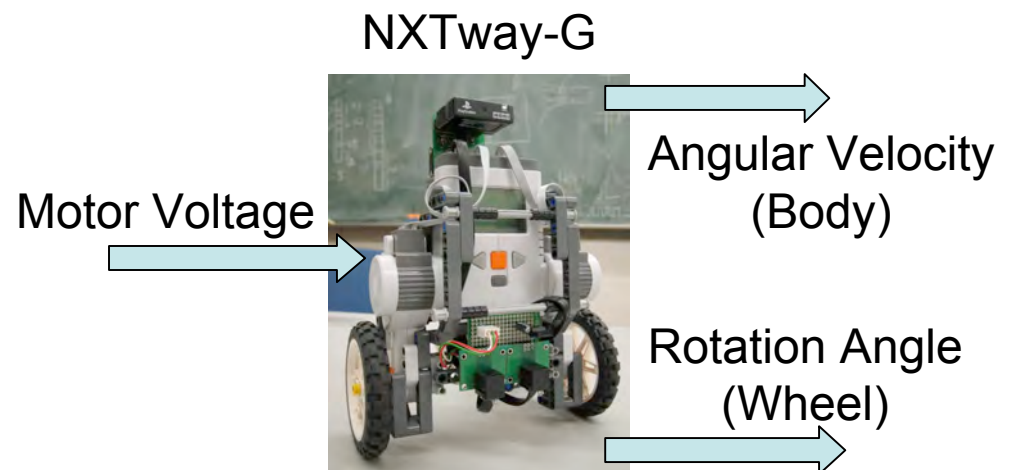 NXTway-G
Motor Voltage
Angular Velocity
(Body)
Rotation Angle
(Wheel)